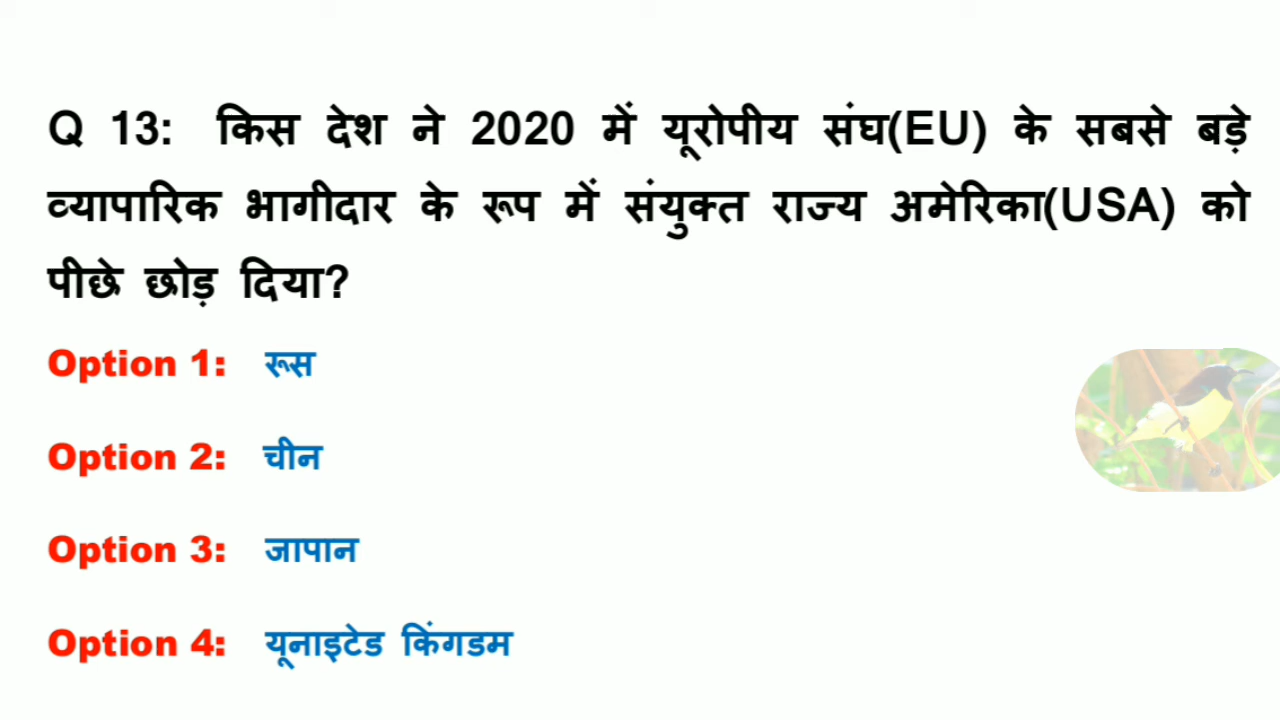 Q 13: किस देश ने 2020 में यूरोपीय संघ(EU) के सबसे बड़े
व्यापारिक भागीदार के रूप में संयुक्त राज्य अमेरिका(USA) को
पीछे छोड़ दिया?
Option 1: रूस
Option 2: चीन
Option 3: जापान
Option 4: यूनाइटेड किंगडम